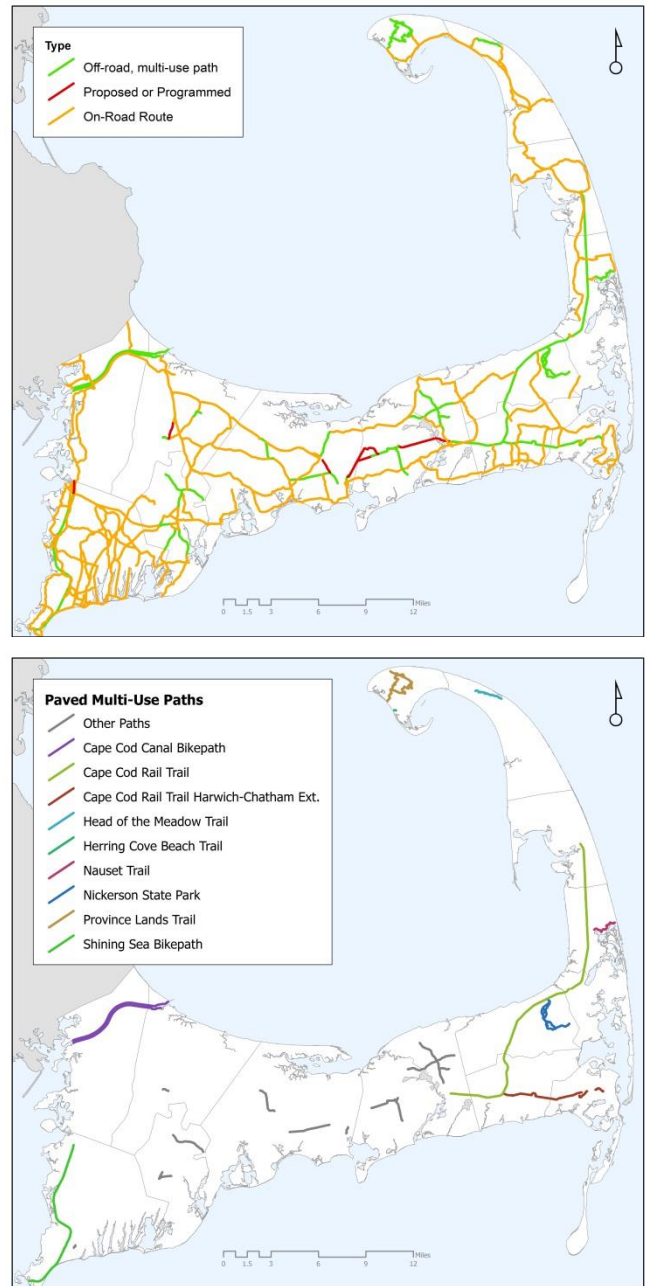 Type
Off-road, multi-use path
Proposed or Programmed
On-Road Route
0 1.5 3 6 9 12 Miles
Paved Multi-Use Paths
Other Paths
Cape Cod Canal Bikepath
Cape Cod Rail Trail
Cape Cod Rail Trail Harwich-Chatham Ext.
Head of the Meadow Trail
Herring Cove Beach Trail
Nauset Trail
Nickerson State Park
Province Lands Trail
Shining Sea Bikepath
0 1.5 3 6 9 12 Miles